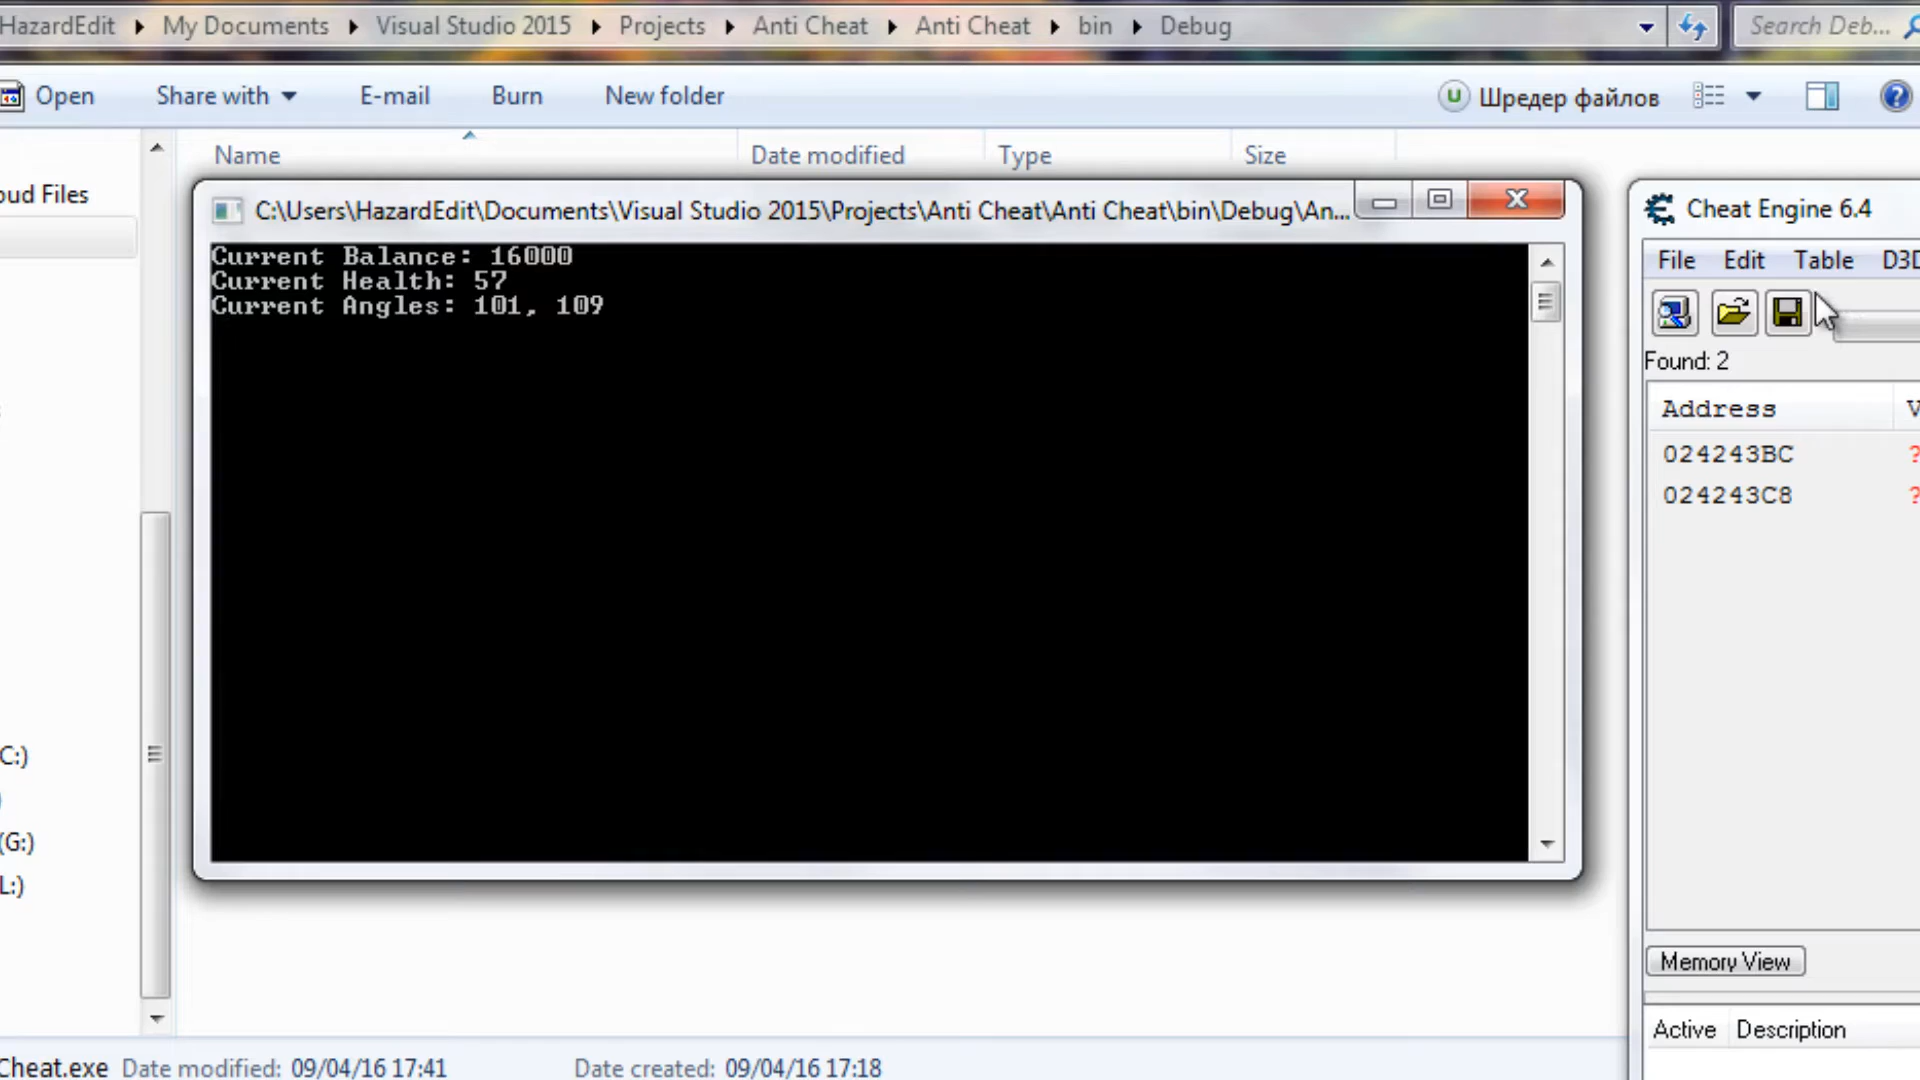 HazardEdit My Documents Visual Studio 2015 Projects Anti Cheat Anti Cheat bin Debug Search Deb...
Open Share with E-mail Burn New folder Шредер файлов
Name Date modified Type Size
oud Files
C:\Users\HazardEdit\Documents\Visual Studio 2015\Projects\Anti Cheat\Anti Cheat\bin\Debug\An...
Current Balance: 16000
Current Health: 57
Current Angles: 101, 109
Cheat Engine 6.4
File Edit Table D3D
Found: 2
Address V
024243BC ?
024243C8 ?
C:)
(G:)
L:)
Memory View
Active Description
Cheat.exe Date modified: 09/04/16 17:41 Date created: 09/04/16 17:18